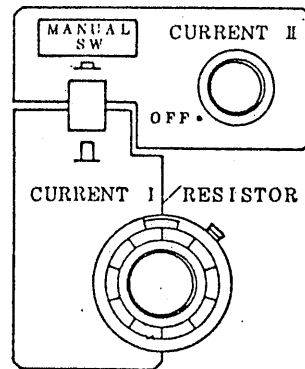 MANUAL
SW
CURRENT II
OFF
CURRENT I
RESISTOR